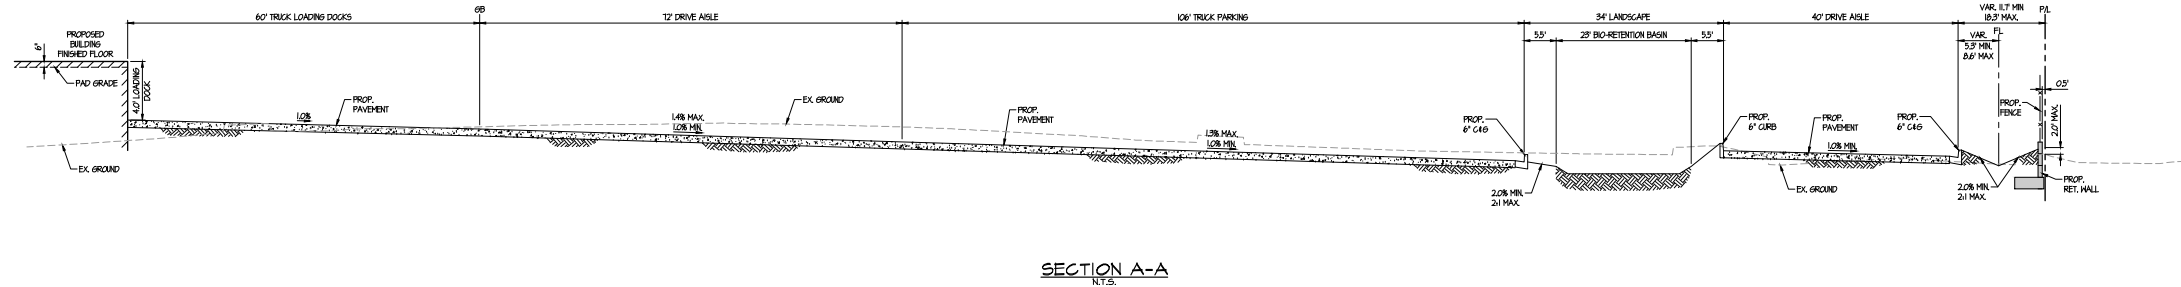 60' TRUCK LOADING DOCKS
GB
72' DRIVE AISLE
106' TRUCK PARKING
34' LANDSCAPE
40' DRIVE AISLE
VAR. 11.7' MIN
18.3' MAX.
P/L
5.5'
23' BIO-RETENTION BASIN
5.5'
VAR.
5.3' MIN.
8.6' MAX
FL
6"
PROPOSED
BUILDING
FINISHED FLOOR
PAD GRADE
4.0' LOADING
DOCK
1.0%
PROP.
PAVEMENT
1.4% MAX.
1.0% MIN.
EX. GROUND
PROP.
PAVEMENT
1.3% MAX.
1.0% MIN.
PROP.
6" C&G
PROP.
6" CURB
PROP.
PAVEMENT
1.0% MIN.
PROP.
6" C&G
PROP.
FENCE
0.5'
2.0' MAX.
EX. GROUND
2.0% MIN.
2:1 MAX.
EX. GROUND
2.0% MIN.
2:1 MAX.
PROP.
RET. WALL
SECTION A-A
N.T.S.